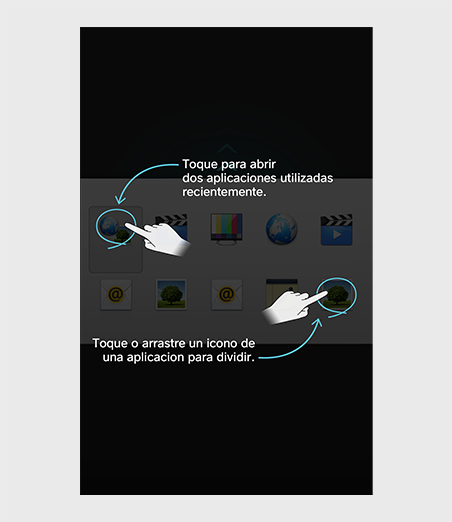 Toque para abrir
dos aplicaciones utilizadas
recientemente.
@
@
Toque o arrastre un icono de
una aplicacion para dividir.